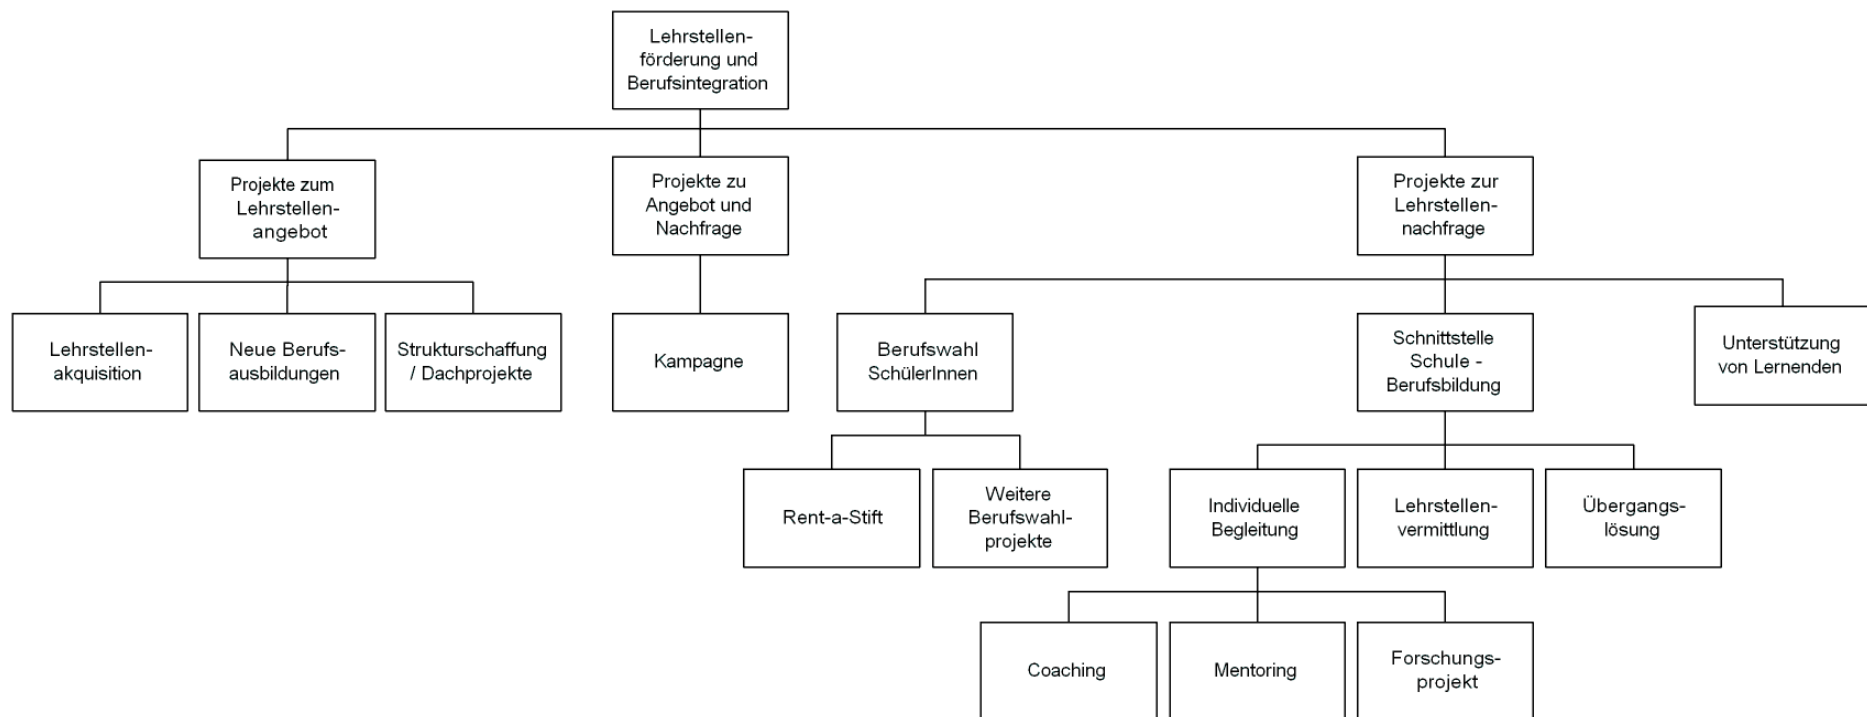 Lehrstellen-
förderung und
Berufsintegration
Projekte zum
Lehrstellen-
angebot
Projekte zu
Angebot und
Nachfrage
Projekte zur
Lehrstellen-
nachfrage
Lehrstellen-
akquisition
Neue Berufs-
ausbildungen
Strukturschaffung
/ Dachprojekte
Kampagne
Berufswahl
SchülerInnen
Schnittstelle
Schule -
Berufsbildung
Unterstützung
von Lernenden
Rent-a-Stift
Weitere
Berufswahl-
projekte
Individuelle
Begleitung
Lehrstellen-
vermittlung
Übergangs-
lösung
Coaching
Mentoring
Forschungs-
projekt